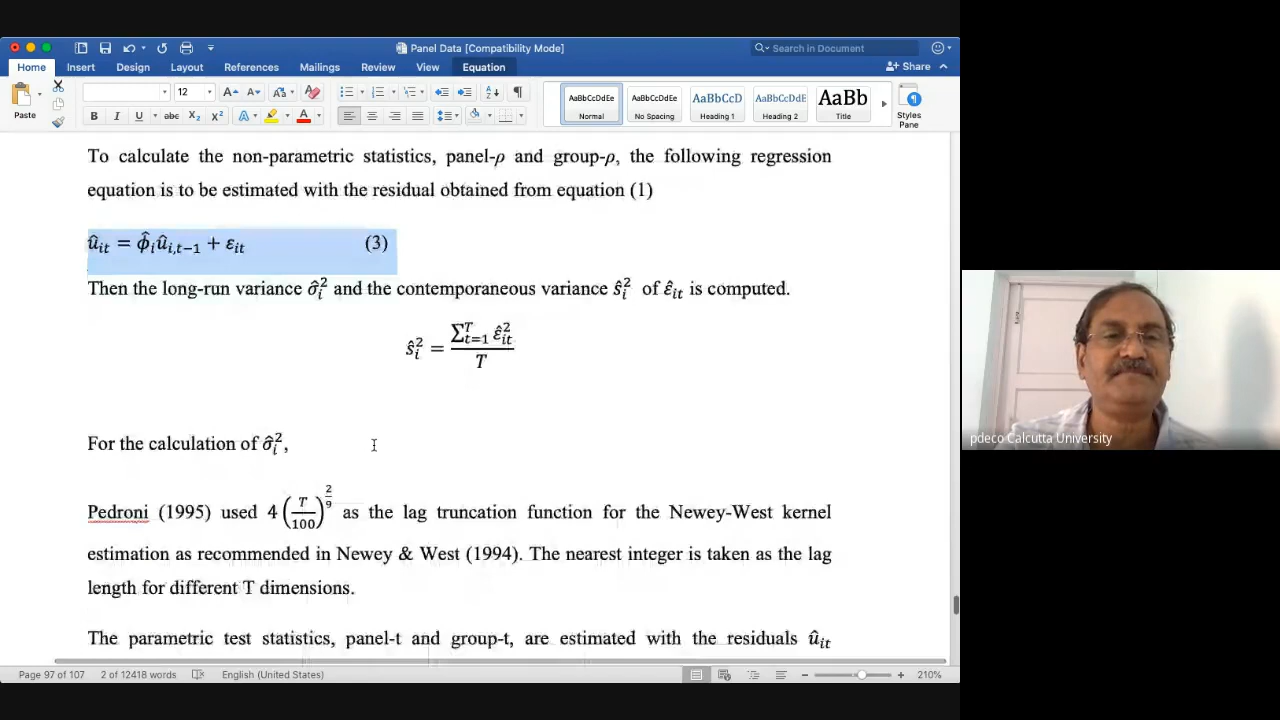 Panel Data [Compatibility Mode]
Search in Document
Home Insert Design Layout References Mailings Review View Equation
Share
Paste
12
AaBbCcDdEe AaBbCcDdEe AaBbCcD AaBbCcDdE AaBb
Normal No Spacing Heading 1 Heading 2 Title
Styles Pane
To calculate the non-parametric statistics, panel-ρ and group-ρ, the following regression
equation is to be estimated with the residual obtained from equation (1)
û_it = ϕ̂_i û_i,t−1 + ε_it (3)
Then the long-run variance σ̂_i^2 and the contemporaneous variance ŝ_i^2 of ε̂_it is computed.
ŝ_i^2 = ∑_{t=1}^T ε̂_it^2 / T
For the calculation of σ̂_i^2,
Pedroni (1995) used 4 (T/100)^(2/9) as the lag truncation function for the Newey-West kernel
estimation as recommended in Newey & West (1994). The nearest integer is taken as the lag
length for different T dimensions.
The parametric test statistics, panel-t and group-t, are estimated with the residuals û_it
Page 97 of 107 2 of 12418 words English (United States) 210%
pdeco Calcutta University